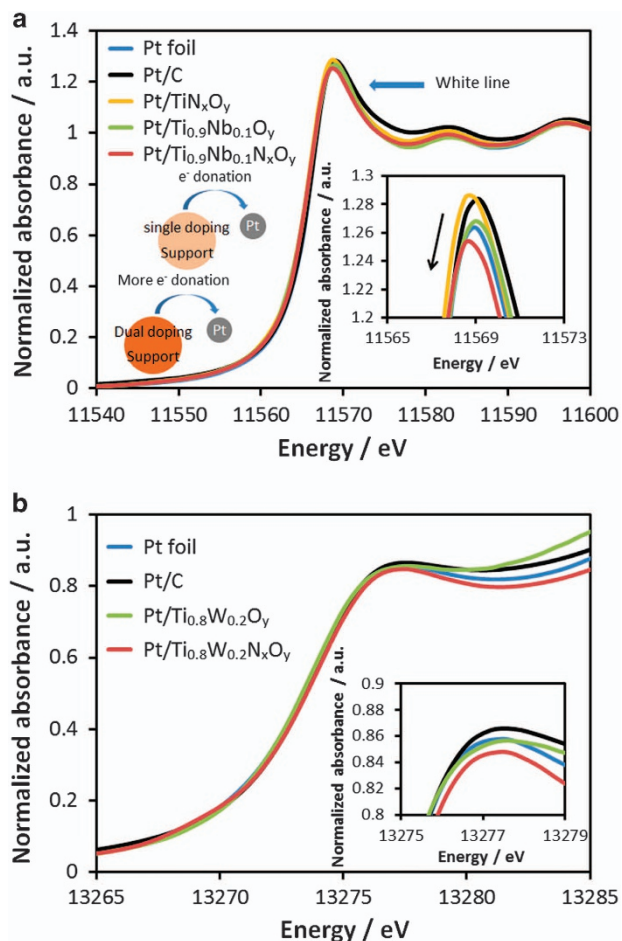 a
Normalized absorbance / a.u.
1.4
1.2
1
0.8
0.6
0.4
0.2
0
Pt foil
Pt/C
Pt/TiNxOy
Pt/Ti0.9Nb0.1Oy
Pt/Ti0.9Nb0.1NxOy
White line
e- donation
single doping
Support
Pt
More e- donation
Dual doping
Support
Pt
Normalized absorbance / a.u.
1.3
1.28
1.26
1.24
1.22
1.2
11565 11569 11573
Energy / eV
11540 11550 11560 11570 11580 11590 11600
Energy / eV
b
Normalized absorbance / a.u.
1
0.8
0.6
0.4
0.2
0
Pt foil
Pt/C
Pt/Ti0.8W0.2Oy
Pt/Ti0.8W0.2NxOy
Normalized absorbance / a.u.
0.9
0.88
0.86
0.84
0.82
0.8
13275 13277 13279
Energy / eV
13265 13270 13275 13280 13285
Energy / eV